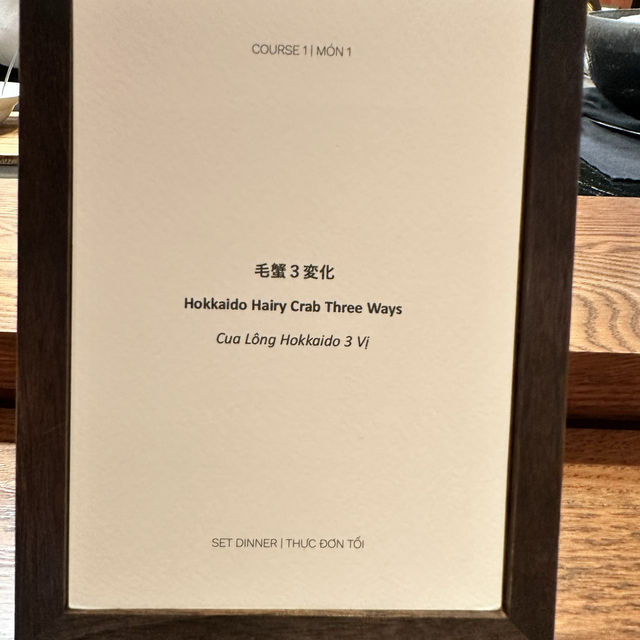 COURSE 1 | MÓN 1
毛蟹３変化
Hokkaido Hairy Crab Three Ways
Cua Lông Hokkaido 3 Vị
SET DINNER | THỰC ĐƠN TỐI